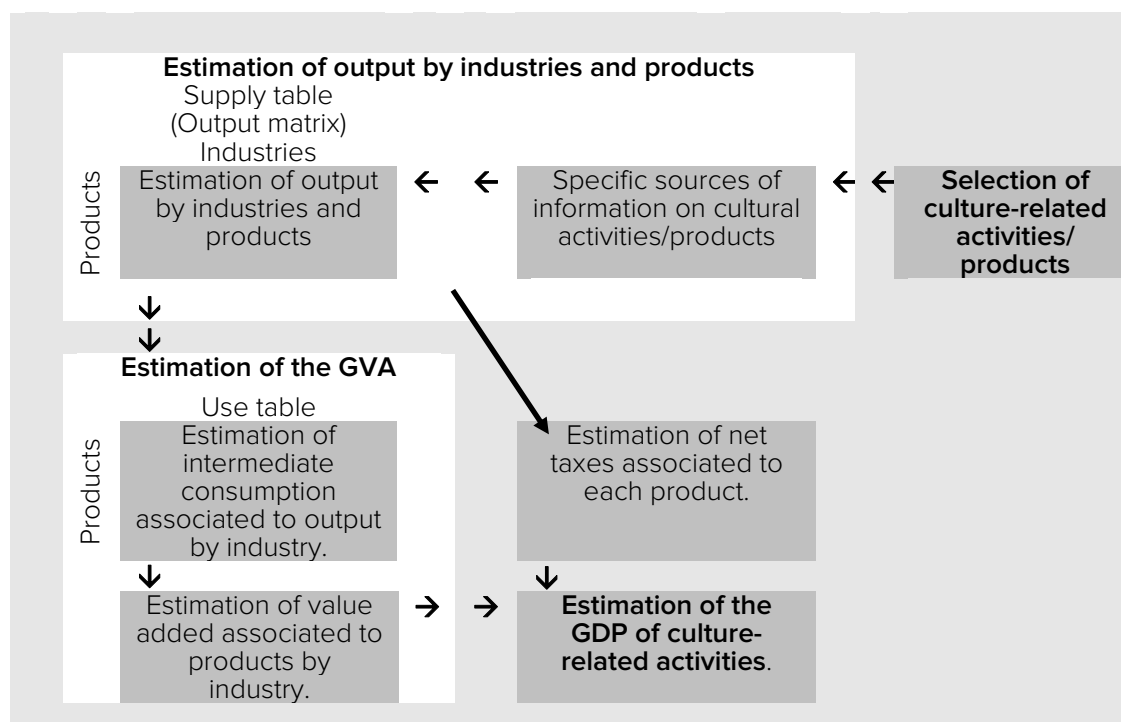 Estimation of output by industries and products
Supply table
(Output matrix)
Industries
Products
Estimation of output
by industries and
products
Specific sources of
information on cultural
activities/products
Selection of
culture-related
activities/
products
Estimation of the GVA
Use table
Products
Estimation of
intermediate
consumption
associated to output
by industry.
Estimation of net
taxes associated to
each product.
Estimation of value
added associated to
products by
industry.
Estimation of the
GDP of culture-
related activities.